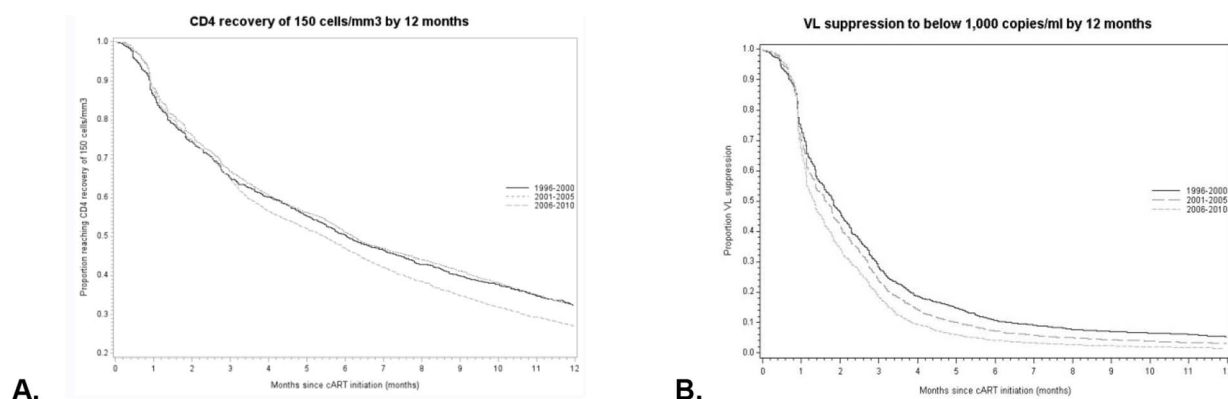 CD4 recovery of 150 cells/mm3 by 12 months
Proportion reaching CD4 recovery of 150 cells/mm3
1.0
0.9
0.8
0.7
0.6
0.5
0.4
0.3
0.2
1996-2000
2001-2005
2006-2010
0 1 2 3 4 5 6 7 8 9 10 11 12
Months since cART initiation (months)
A.
VL suppression to below 1,000 copies/ml by 12 months
Proportion VL suppression
1.0
0.9
0.8
0.7
0.6
0.5
0.4
0.3
0.2
0.1
0.0
1996-2000
2001-2005
2006-2010
0 1 2 3 4 5 6 7 8 9 10 11
Months since cART initiation (months)
B.